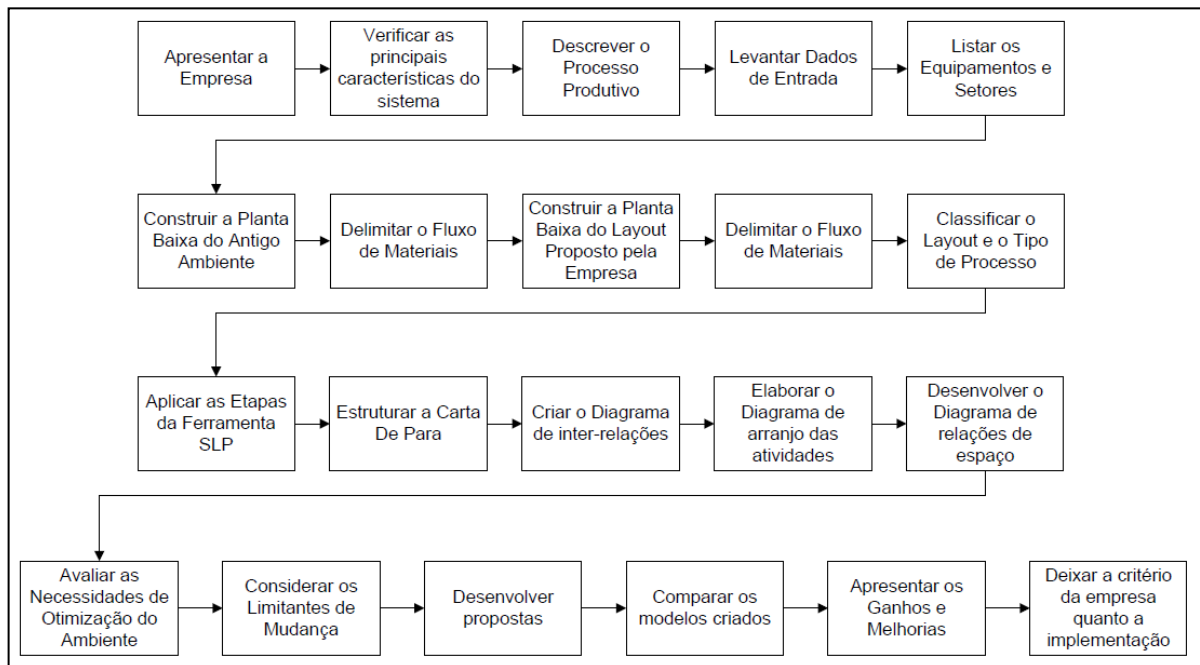 Apresentar a
Empresa
Verificar as
principais
características do
sistema
Descrever o
Processo
Produtivo
Levantar Dados
de Entrada
Listar os
Equipamentos e
Setores
Construir a Planta
Baixa do Antigo
Ambiente
Delimitar o Fluxo
de Materiais
Construir a Planta
Baixa do Layout
Proposto pela
Empresa
Delimitar o Fluxo
de Materiais
Classificar o
Layout e o Tipo
de Processo
Aplicar as Etapas
da Ferramenta
SLP
Estruturar a Carta
De Para
Criar o Diagrama
de inter-relações
Elaborar o
Diagrama de
arranjo das
atividades
Desenvolver o
Diagrama de
relações de
espaço
Avaliar as
Necessidades de
Otimização do
Ambiente
Considerar os
Limitantes de
Mudança
Desenvolver
propostas
Comparar os
modelos criados
Apresentar os
Ganhos e
Melhorias
Deixar a critério
da empresa
quanto a
implementação